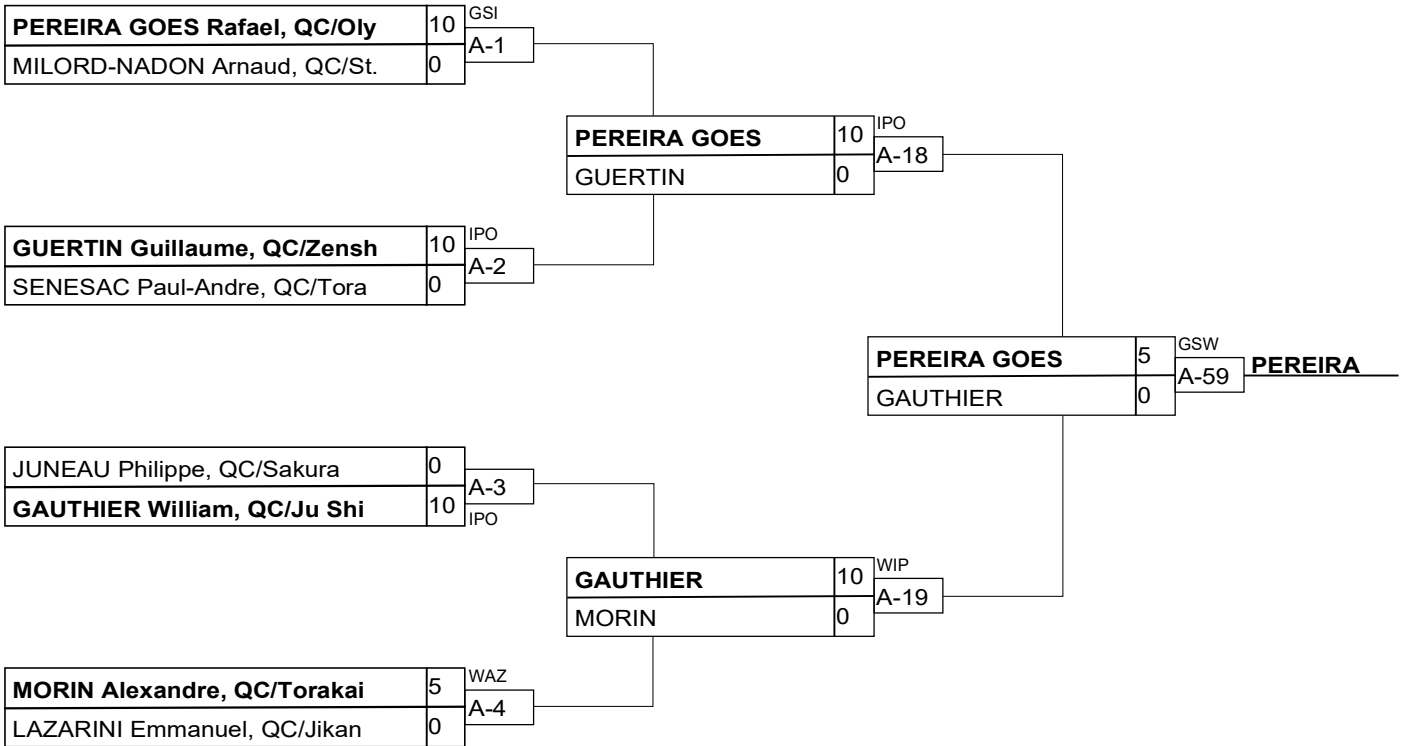 PEREIRA GOES Rafael, QC/Oly 10 GSI
A-1
MILORD-NADON Arnaud, QC/St. 0
PEREIRA GOES 10 IPO
A-18
GUERTIN 0
GUERTIN Guillaume, QC/Zensh 10 IPO
A-2
SENESAC Paul-Andre, QC/Tora 0
PEREIRA GOES 5 GSW
A-59 PEREIRA
GAUTHIER 0
JUNEAU Philippe, QC/Sakura 0
A-3
GAUTHIER William, QC/Ju Shi 10 IPO
GAUTHIER 10 WIP
A-19
MORIN 0
MORIN Alexandre, QC/Torakai 5 WAZ
A-4
LAZARINI Emmanuel, QC/Jikan 0